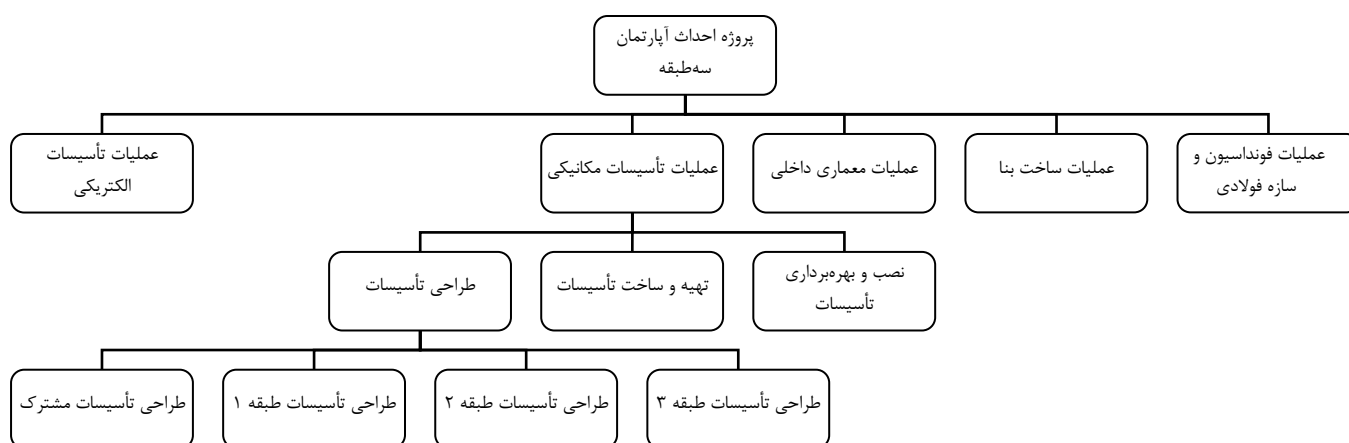 پروژه احداث آپارتمان
سه‌طبقه
عملیات فونداسیون و
سازه فولادی
عملیات ساخت بنا
عملیات معماری داخلی
عملیات تأسیسات مکانیکی
عملیات تأسیسات
الکتریکی
نصب و بهره‌برداری
تأسیسات
تهیه و ساخت تأسیسات
طراحی تأسیسات
طراحی تأسیسات طبقه ۳
طراحی تأسیسات طبقه ۲
طراحی تأسیسات طبقه ۱
طراحی تأسیسات مشترک